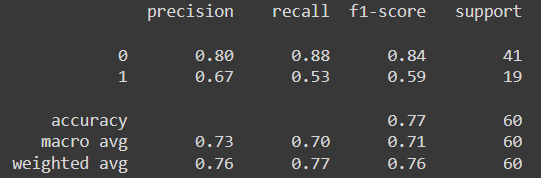 precision recall f1-score support
0 0.80 0.88 0.84 41
1 0.67 0.53 0.59 19
accuracy 0.77 60
macro avg 0.73 0.70 0.71 60
weighted avg 0.76 0.77 0.76 60